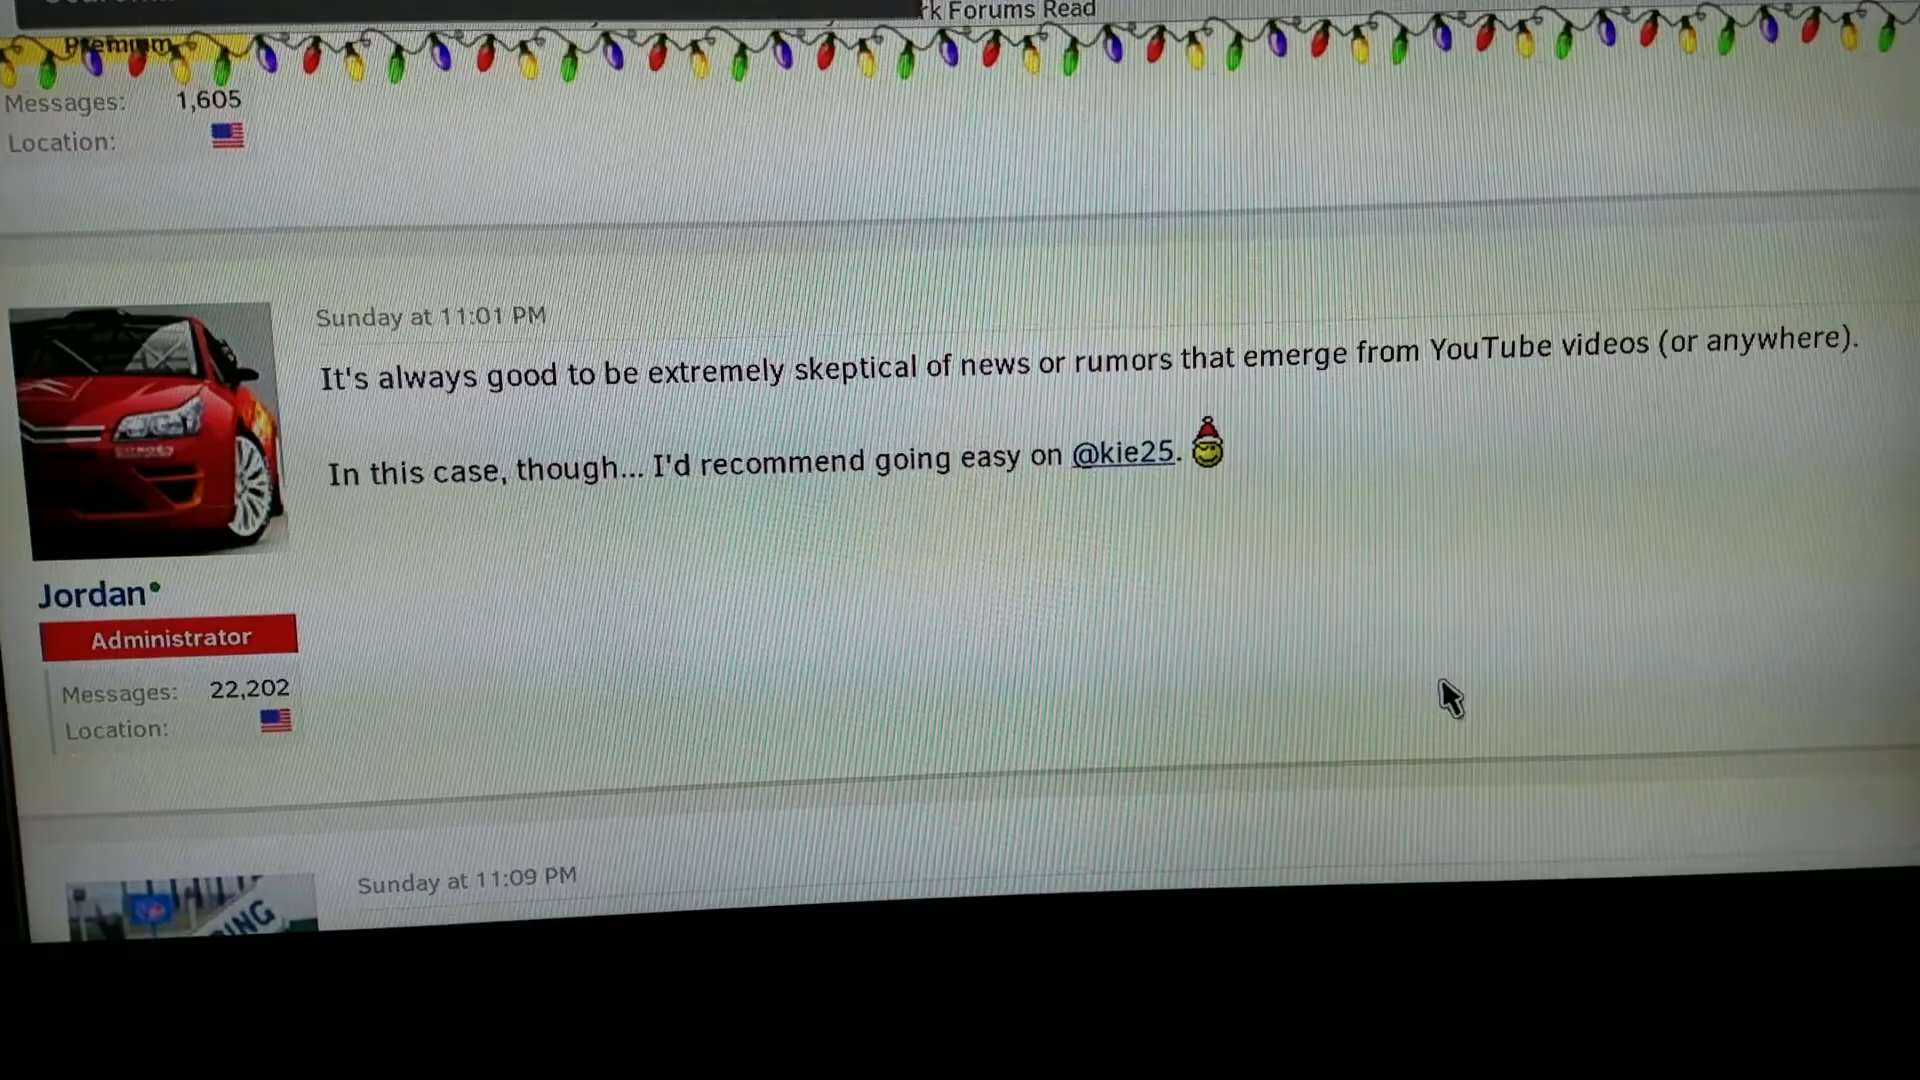 rk Forums Read
Premium
Messages: 1,605
Location:
Sunday at 11:01 PM
It's always good to be extremely skeptical of news or rumors that emerge from YouTube videos (or anywhere).
In this case, though... I'd recommend going easy on @kie25.
Jordan
Administrator
Messages: 22,202
Location:
Sunday at 11:09 PM
ING